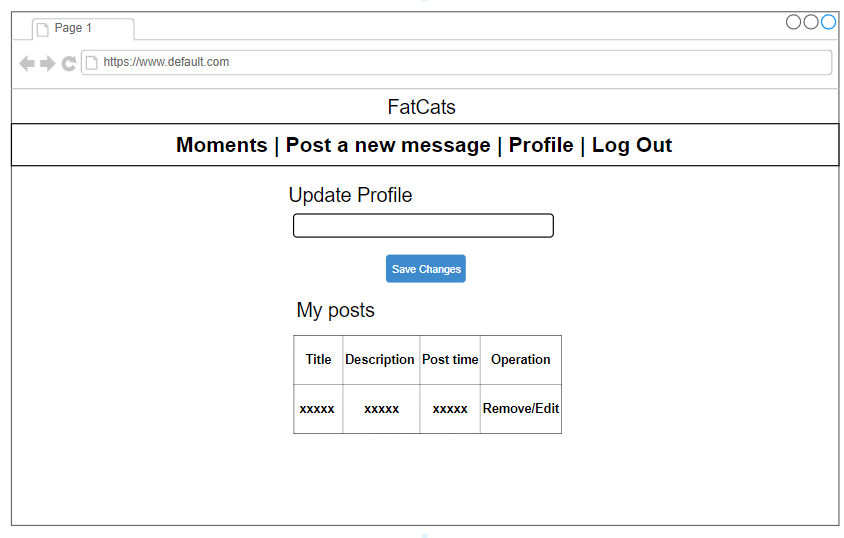 Page 1
https://www.default.com
FatCats
Moments | Post a new message | Profile | Log Out
Update Profile
Save Changes
My posts
Title Description Post time Operation
xxxxx xxxxx xxxxx Remove/Edit